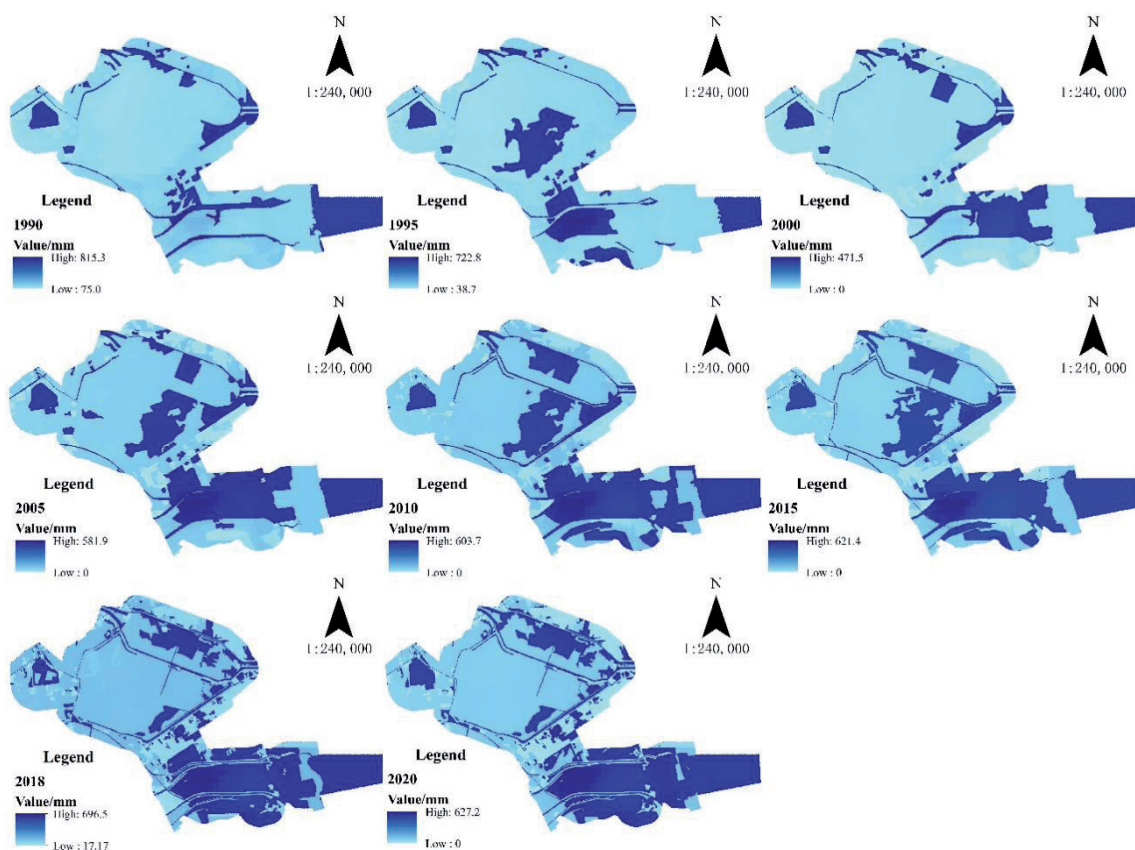 N
1:240,000
Legend
1990
Value/mm
High: 815.3
Low : 75.0
N
1:240,000
Legend
1995
Value/mm
High: 722.8
Low : 38.7
N
1:240,000
Legend
2000
Value/mm
High: 471.5
Low : 0
N
1:240,000
Legend
2005
Value/mm
High: 581.9
Low : 0
N
1:240,000
Legend
2010
Value/mm
High: 603.7
Low : 0
N
1:240,000
Legend
2015
Value/mm
High: 621.4
Low : 0
N
1:240,000
Legend
2018
Value/mm
High: 696.5
Low : 17.17
N
1:240,000
Legend
2020
Value/mm
High: 627.2
Low : 0